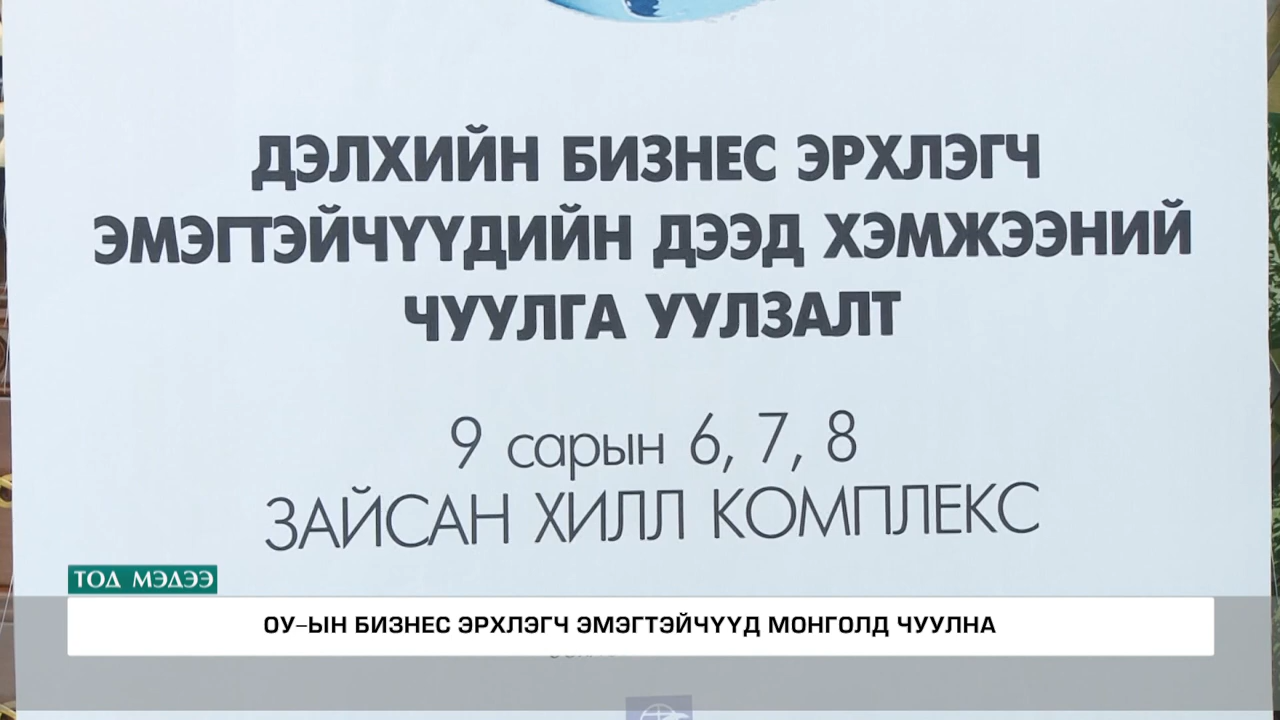 ДЭЛХИЙН БИЗНЕС ЭРХЛЭГЧ
ЭМЭГТЭЙЧҮҮДИЙН ДЭЭД ХЭМЖЭЭНИЙ
ЧУУЛГА УУЛЗАЛТ
9 сарын 6, 7, 8
ЗАЙСАН ХИЛЛ КОМПЛЕКС
ТОД МЭДЭЭ
ОУ-ЫН БИЗНЕС ЭРХЛЭГЧ ЭМЭГТЭЙЧҮҮД МОНГОЛД ЧУУЛНА